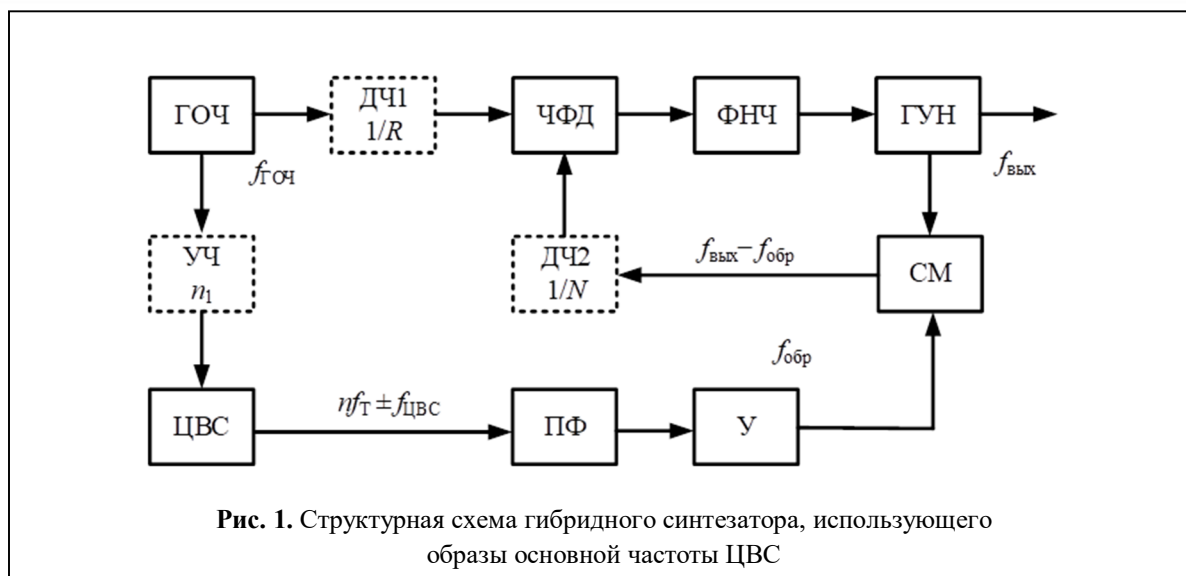 ГОЧ
ДЧ1
1/R
ЧФД
ФНЧ
ГУН
fГОЧ
fвых
УЧ
n1
ДЧ2
1/N
fвых− fобр
СМ
fобр
ЦВС
nfТ ± fЦВС
ПФ
У
Рис. 1. Структурная схема гибридного синтезатора, использующего
образы основной частоты ЦВС